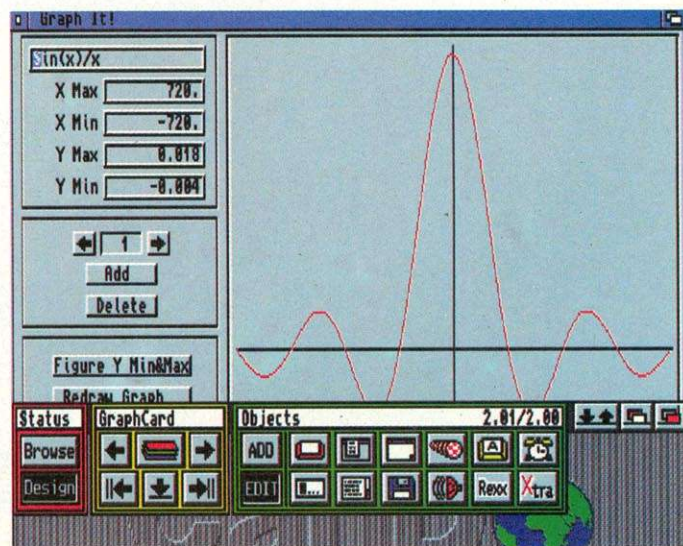 Graph It!
Sin(x)/x
X Max 720.
X Min -720.
Y Max 0.018
Y Min -0.004
1
Add
Delete
Figure Y Min&Max
Redraw Graph
Status
GraphCard
Objects 2.01/2.00
Browse
ADD
Design
EDIT
Rexx
Xtra